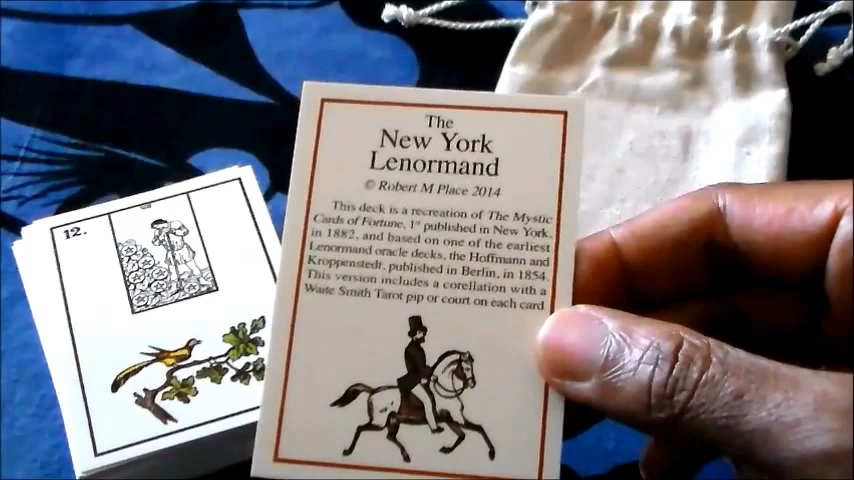 The
New York
Lenormand
© Robert M Place 2014
This deck is a recreation of The Mystic
Cards of Fortune, 1st published in New York,
in 1882, and based on one of the earliest
Lenormand oracle decks, the Hoffmann and
Kroppenstedt, published in Berlin, in 1854.
This version includes a corellation with a
Waite Smith Tarot pip or court on each card
12.